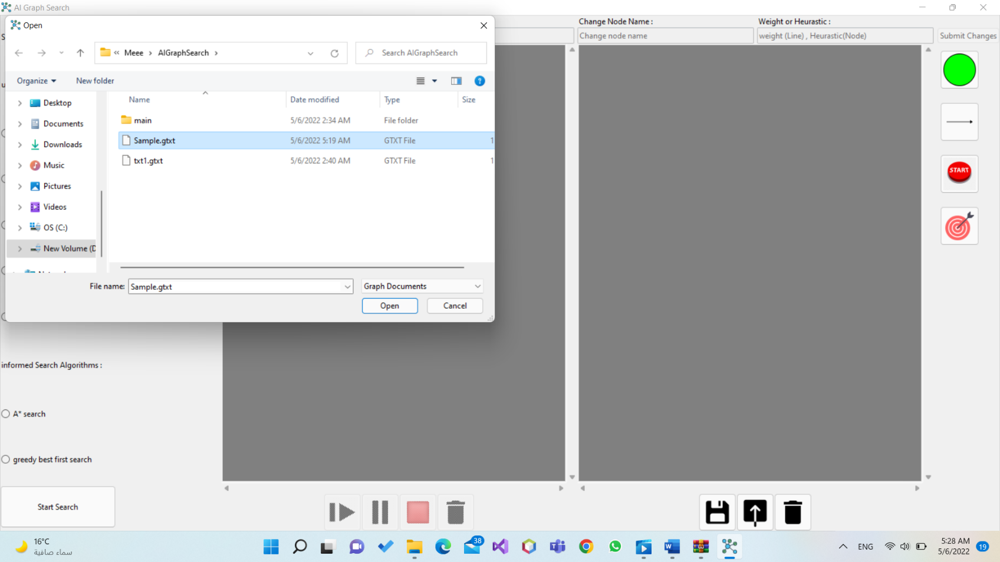 AI Graph Search
Open
Change Node Name :
Weight or Heurastic :
Change node name
weight (Line) , Heurastic(Node)
Submit Changes
« Meee › AIGraphSearch ›
Search AIGraphSearch
Organize
New folder
Name
Date modified
Type
Size
Desktop
Documents
Downloads
Music
Pictures
Videos
OS (C:)
New Volume (D
main
5/6/2022 2:34 AM
File folder
Sample.gtxt
5/6/2022 5:19 AM
GTXT File
1
txt1.gtxt
5/6/2022 2:40 AM
GTXT File
1
START
File name:
Sample.gtxt
Graph Documents
Open
Cancel
informed Search Algorithms :
A* search
greedy best first search
Start Search
16°C
سماء صافية
38
W
ENG
5:28 AM
5/6/2022
19